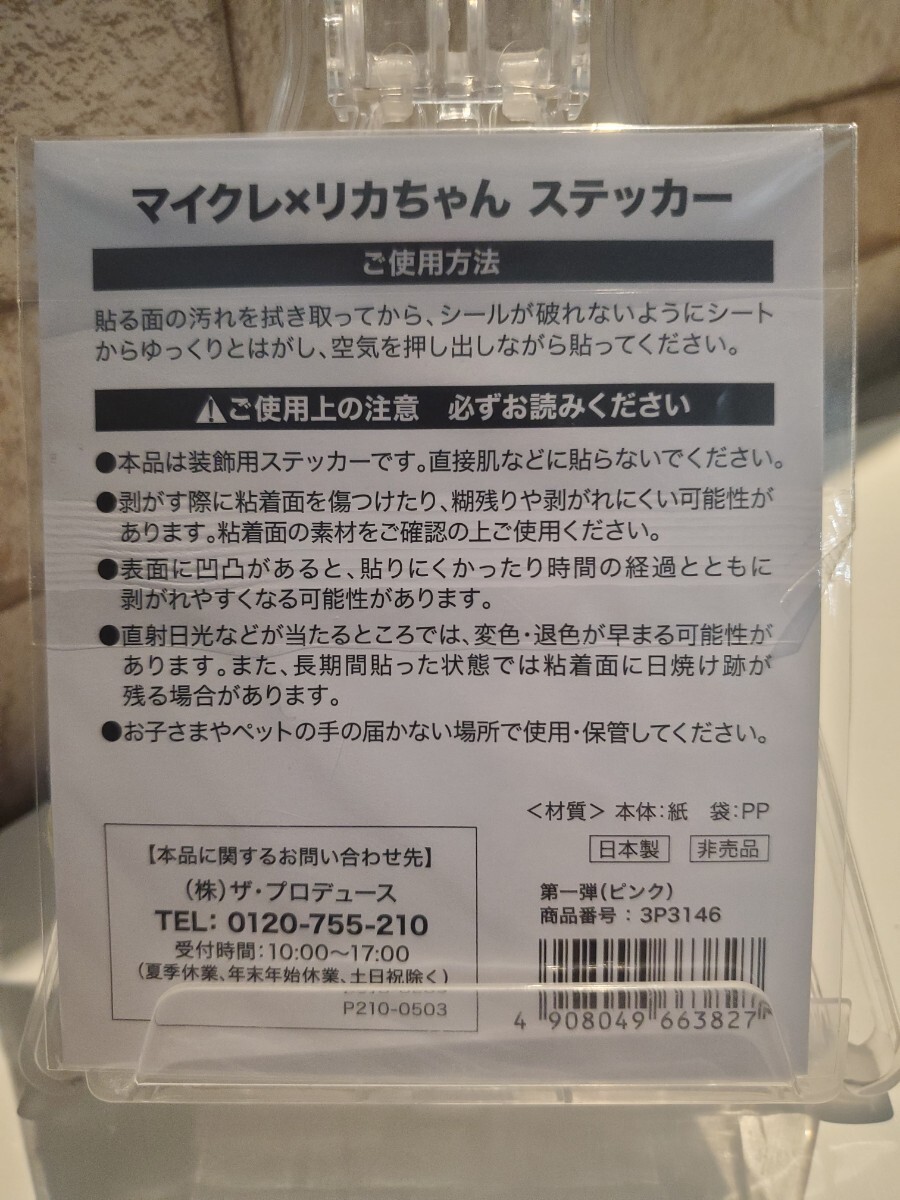 マイクレ×リカちゃん ステッカー
ご使用方法
貼る面の汚れを拭き取ってから、シールが破れないようにシート
からゆっくりとはがし、空気を押し出しながら貼ってください。
⚠ご使用上の注意　必ずお読みください
●本品は装飾用ステッカーです。直接肌などに貼らないでください。
●剥がす際に粘着面を傷つけたり、糊残りや剥がれにくい可能性が
あります。粘着面の素材をご確認の上ご使用ください。
●表面に凹凸があると、貼りにくかったり時間の経過とともに
剥がれやすくなる可能性があります。
●直射日光などが当たるところでは、変色・退色が早まる可能性が
あります。また、長期間貼った状態では粘着面に日焼け跡が
残る場合があります。
●お子さまやペットの手の届かない場所で使用・保管してください。
＜材質＞ 本体：紙　袋：PP
日本製　非売品
【本品に関するお問い合わせ先】
（株）ザ・プロデュース
TEL: 0120-755-210
受付時間：10:00〜17:00
（夏季休業、年末年始休業、土日祝除く）
P210-0503
第一弾（ピンク）
商品番号：3P3146
4 908049 663827